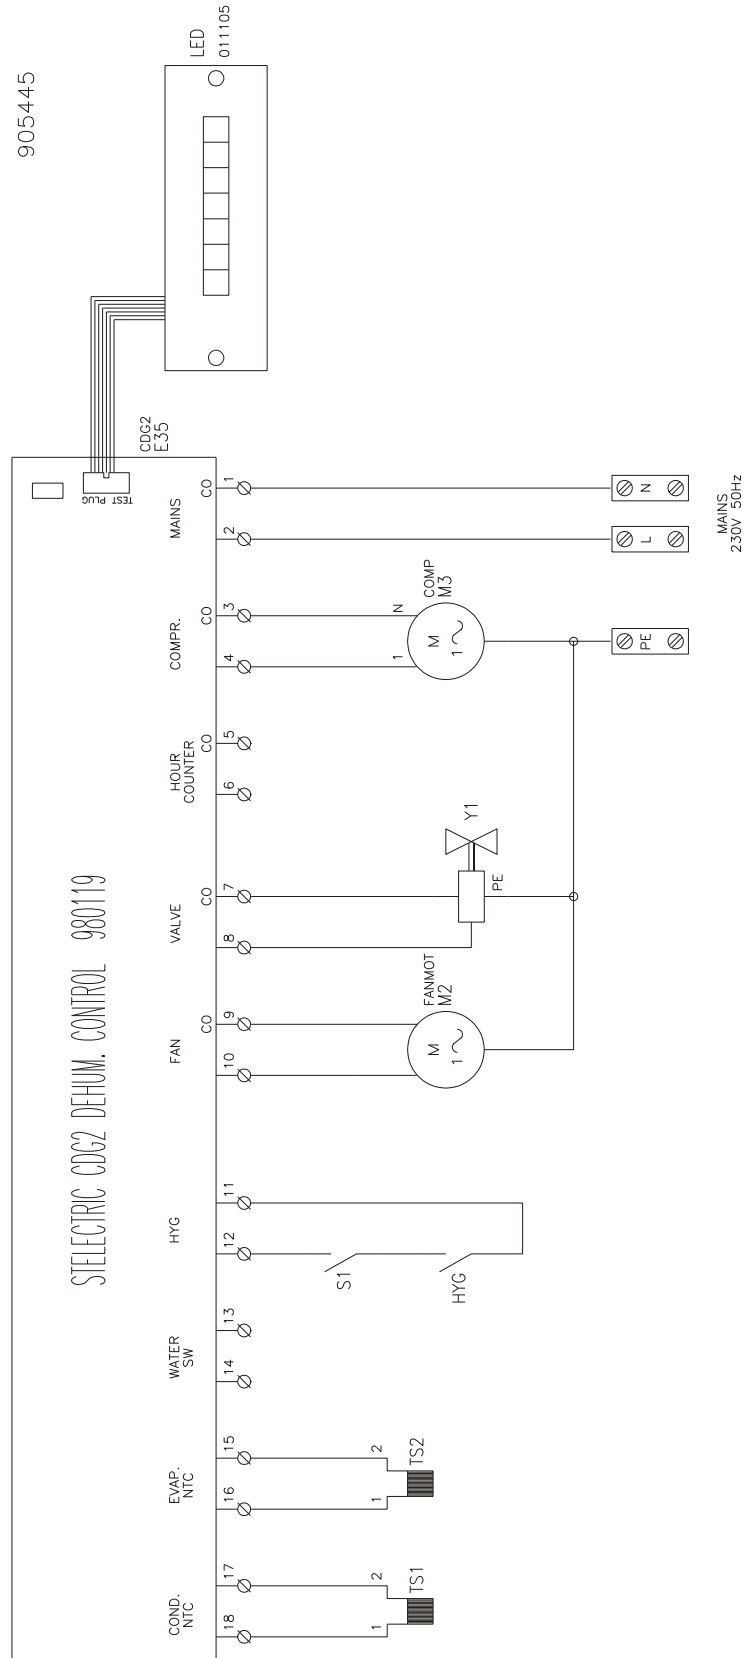 905445
LED
011105
CDG2
E35
TEST PLUG
STELECTRIC CDG2 DEHUM. CONTROL 980119
COND.
NTC
18
17
1
2
TS1
EVAP.
NTC
16
15
1
2
TS2
WATER
SW
14
13
HYG
12
11
S1
HYG
FAN
CO
10
9
FANMOT
M2
M
1
VALVE
CO
8
7
PE
Y1
HOUR
COUNTER
CO
6
5
COMPR.
CO
4
3
1
N
COMP
M3
M
1
MAINS
CO
2
1
PE
L
N
MAINS
230V 50Hz